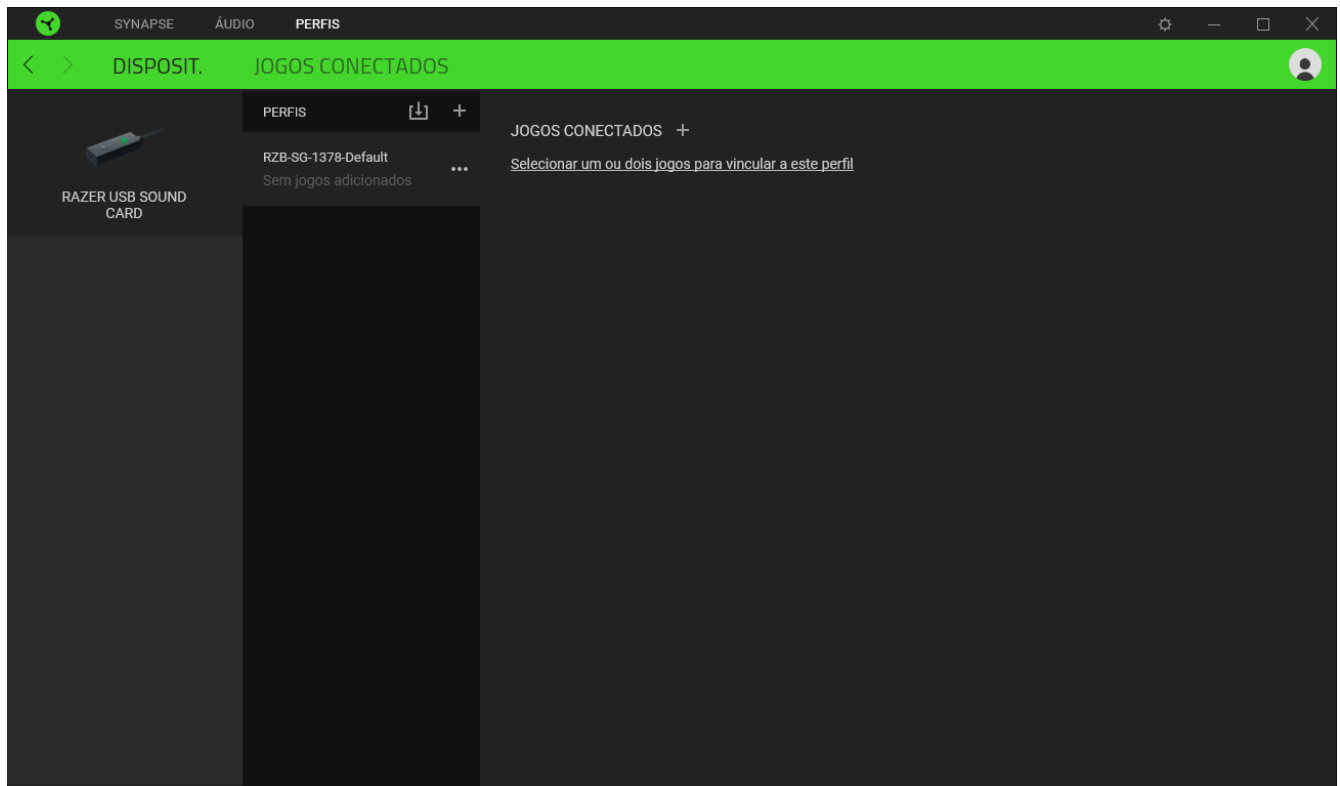 SYNAPSE ÁUDIO PERFIS
DISPOSIT. JOGOS CONECTADOS
RAZER USB SOUND
CARD
PERFIS
RZB-SG-1378-Default
Sem jogos adicionados
JOGOS CONECTADOS
Selecionar um ou dois jogos para vincular a este perfil